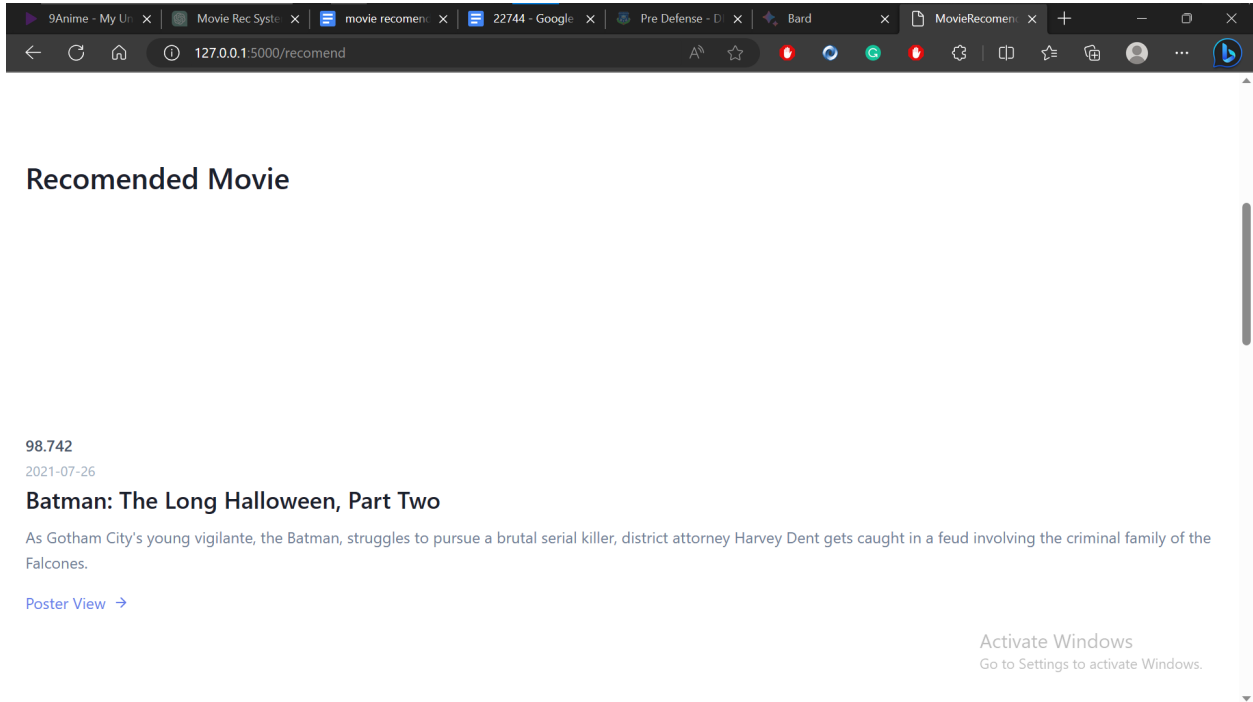 9Anime - My Un
Movie Rec Syste
movie recomend
22744 - Google
Pre Defense - D
Bard
MovieRecomend
127.0.0.1:5000/recomend
Recomended Movie
98.742
2021-07-26
Batman: The Long Halloween, Part Two
As Gotham City's young vigilante, the Batman, struggles to pursue a brutal serial killer, district attorney Harvey Dent gets caught in a feud involving the criminal family of the
Falcones.
Poster View →
Activate Windows
Go to Settings to activate Windows.